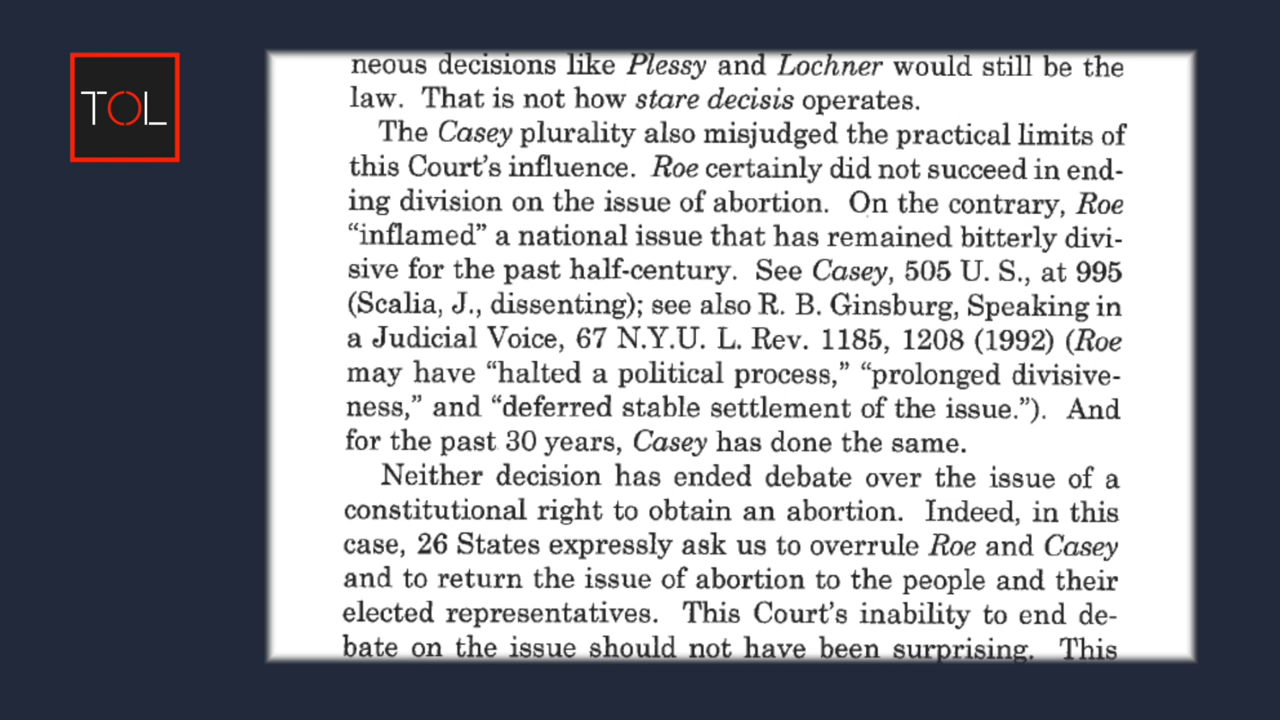 TOL
neous decisions like Plessy and Lochner would still be the
law. That is not how stare decisis operates.
The Casey plurality also misjudged the practical limits of
this Court's influence. Roe certainly did not succeed in end-
ing division on the issue of abortion. On the contrary, Roe
“inflamed” a national issue that has remained bitterly divi-
sive for the past half-century. See Casey, 505 U. S., at 995
(Scalia, J., dissenting); see also R. B. Ginsburg, Speaking in
a Judicial Voice, 67 N.Y.U. L. Rev. 1185, 1208 (1992) (Roe
may have “halted a political process,” “prolonged divisive-
ness,” and “deferred stable settlement of the issue.”). And
for the past 30 years, Casey has done the same.
Neither decision has ended debate over the issue of a
constitutional right to obtain an abortion. Indeed, in this
case, 26 States expressly ask us to overrule Roe and Casey
and to return the issue of abortion to the people and their
elected representatives. This Court's inability to end de-
bate on the issue should not have been surprising. This